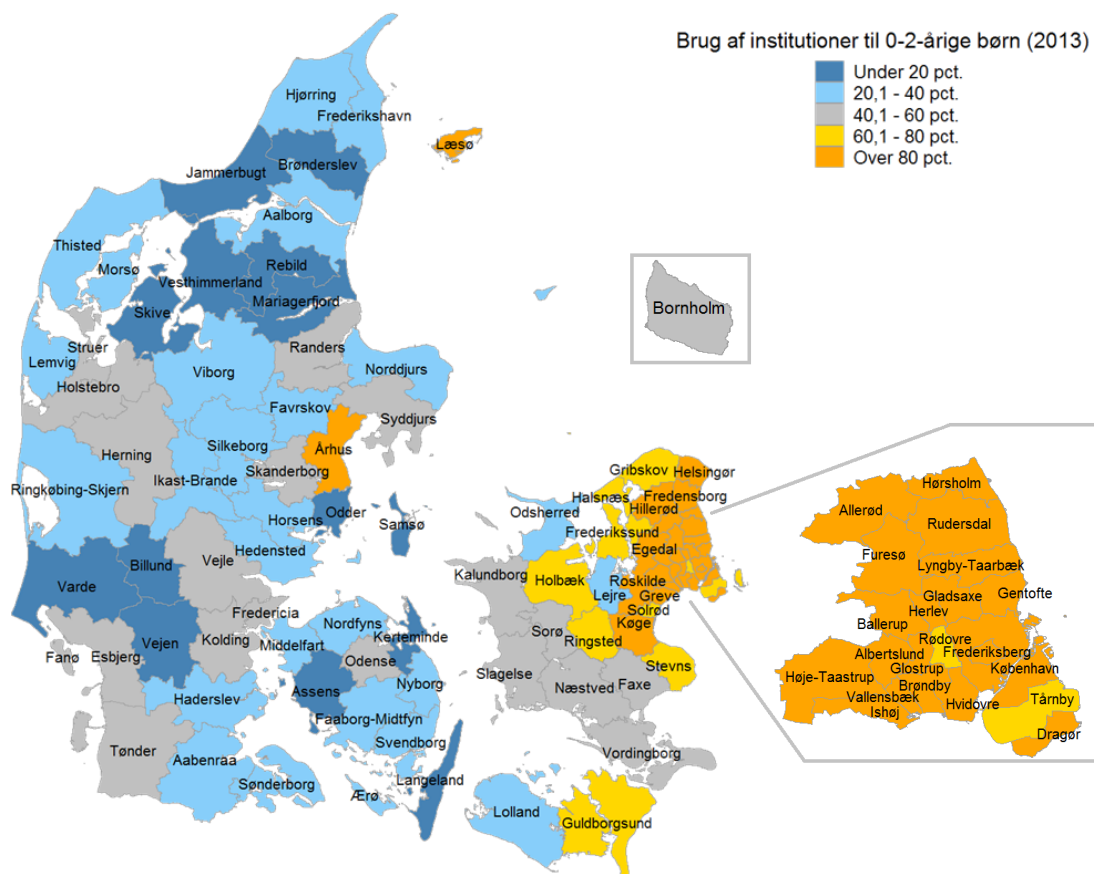 Brug af institutioner til 0-2-årige børn (2013)
Under 20 pct.
20,1 - 40 pct.
40,1 - 60 pct.
60,1 - 80 pct.
Over 80 pct.
Hjørring
Frederikshavn
Læsø
Brønderslev
Jammerbugt
Aalborg
Thisted
Morsø
Rebild
Vesthimmerland
Mariagerfjord
Skive
Struer
Randers
Lemvig
Viborg
Norddjurs
Holstebro
Favrskov
Syddjurs
Silkeborg
Århus
Herning
Skanderborg
Ikast-Brande
Ringkøbing-Skjern
Odder
Samsø
Horsens
Hedensted
Billund
Vejle
Varde
Fredericia
Vejen
Kolding
Esbjerg
Fanø
Middelfart
Nordfyns
Kerteminde
Odense
Assens
Nyborg
Haderslev
Faaborg-Midtfyn
Svendborg
Tønder
Aabenraa
Sønderborg
Ærø
Langeland
Bornholm
Gribskov
Helsingør
Halsnæs
Fredensborg
Hillerød
Odsherred
Frederikssund
Egedal
Kalundborg
Holbæk
Roskilde
Lejre
Greve
Solrød
Køge
Sorø
Ringsted
Stevns
Slagelse
Næstved
Faxe
Vordingborg
Lolland
Guldborgsund
Hørsholm
Allerød
Rudersdal
Furesø
Lyngby-Taarbæk
Gladsaxe
Gentofte
Herlev
Ballerup
Rødovre
Albertslund
Frederiksberg
Glostrup
København
Høje-Taastrup
Brøndby
Vallensbæk
Hvidovre
Ishøj
Tårnby
Dragør